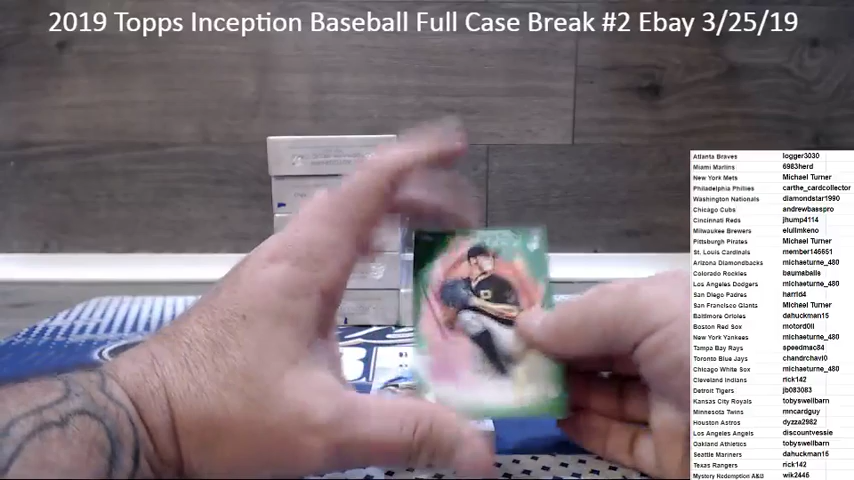 2019 Topps Inception Baseball Full Case Break #2 Ebay 3/25/19
Atlanta Braves logger3030
Miami Marlins 6983herd
New York Mets Michael Turner
Philadelphia Phillies carthe_cardcollector
Washington Nationals diamondstar1990
Chicago Cubs andrewbasspro
Cincinnati Reds jhump4114
Milwaukee Brewers
Pittsburgh Pirates Michael Turner
St. Louis Cardinals member146651
Arizona Diamondbacks michaeturne_480
Colorado Rockies baumaballe
Los Angeles Dodgers michaeturne_480
San Diego Padres harrid4
San Francisco Giants Michael Turner
Baltimore Orioles dahuckman15
Boston Red Sox
New York Yankees michaeturne_480
Tampa Bay Rays speedmac84
Toronto Blue Jays
Chicago White Sox michaeturne_480
Cleveland Indians rick142
Detroit Tigers jb083083
Kansas City Royals tobyswellbarn
Minnesota Twins mncardguy
Houston Astros dyzza2982
Los Angels Angels discountvessie
Oakland Athletics tobyswellbarn
Seattle Mariners dahuckman15
Texas Rangers rick142
Mystery Redemption A&B wik2446